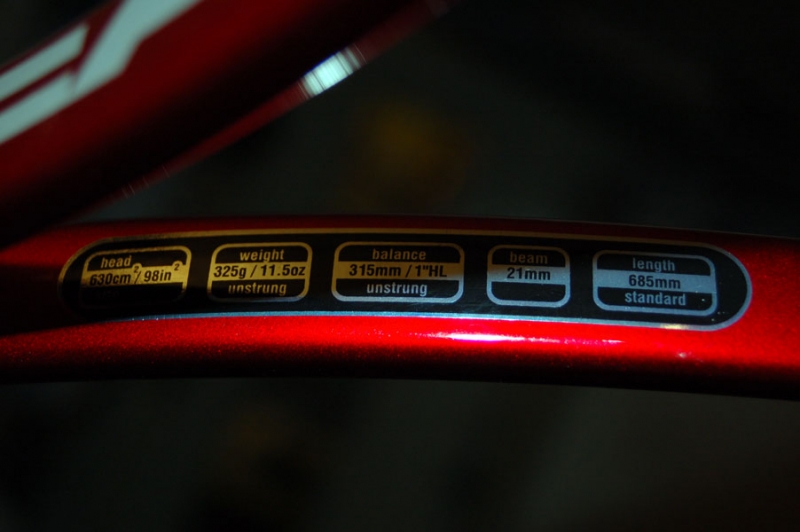 head
630cm²/98in²
weight
325g / 11.5oz
unstrung
balance
315mm / 1"HL
unstrung
beam
21mm
length
685mm
standard